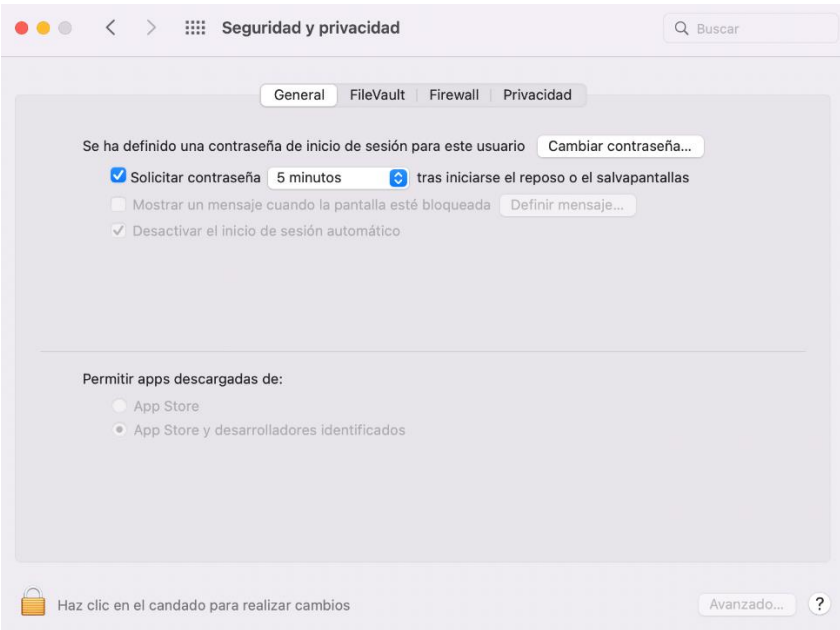 Seguridad y privacidad
Buscar
General FileVault Firewall Privacidad
Se ha definido una contraseña de inicio de sesión para este usuario Cambiar contraseña...
Solicitar contraseña 5 minutos tras iniciarse el reposo o el salvapantallas
Mostrar un mensaje cuando la pantalla esté bloqueada Definir mensaje...
Desactivar el inicio de sesión automático
Permitir apps descargadas de:
App Store
App Store y desarrolladores identificados
Haz clic en el candado para realizar cambios
Avanzado... ?